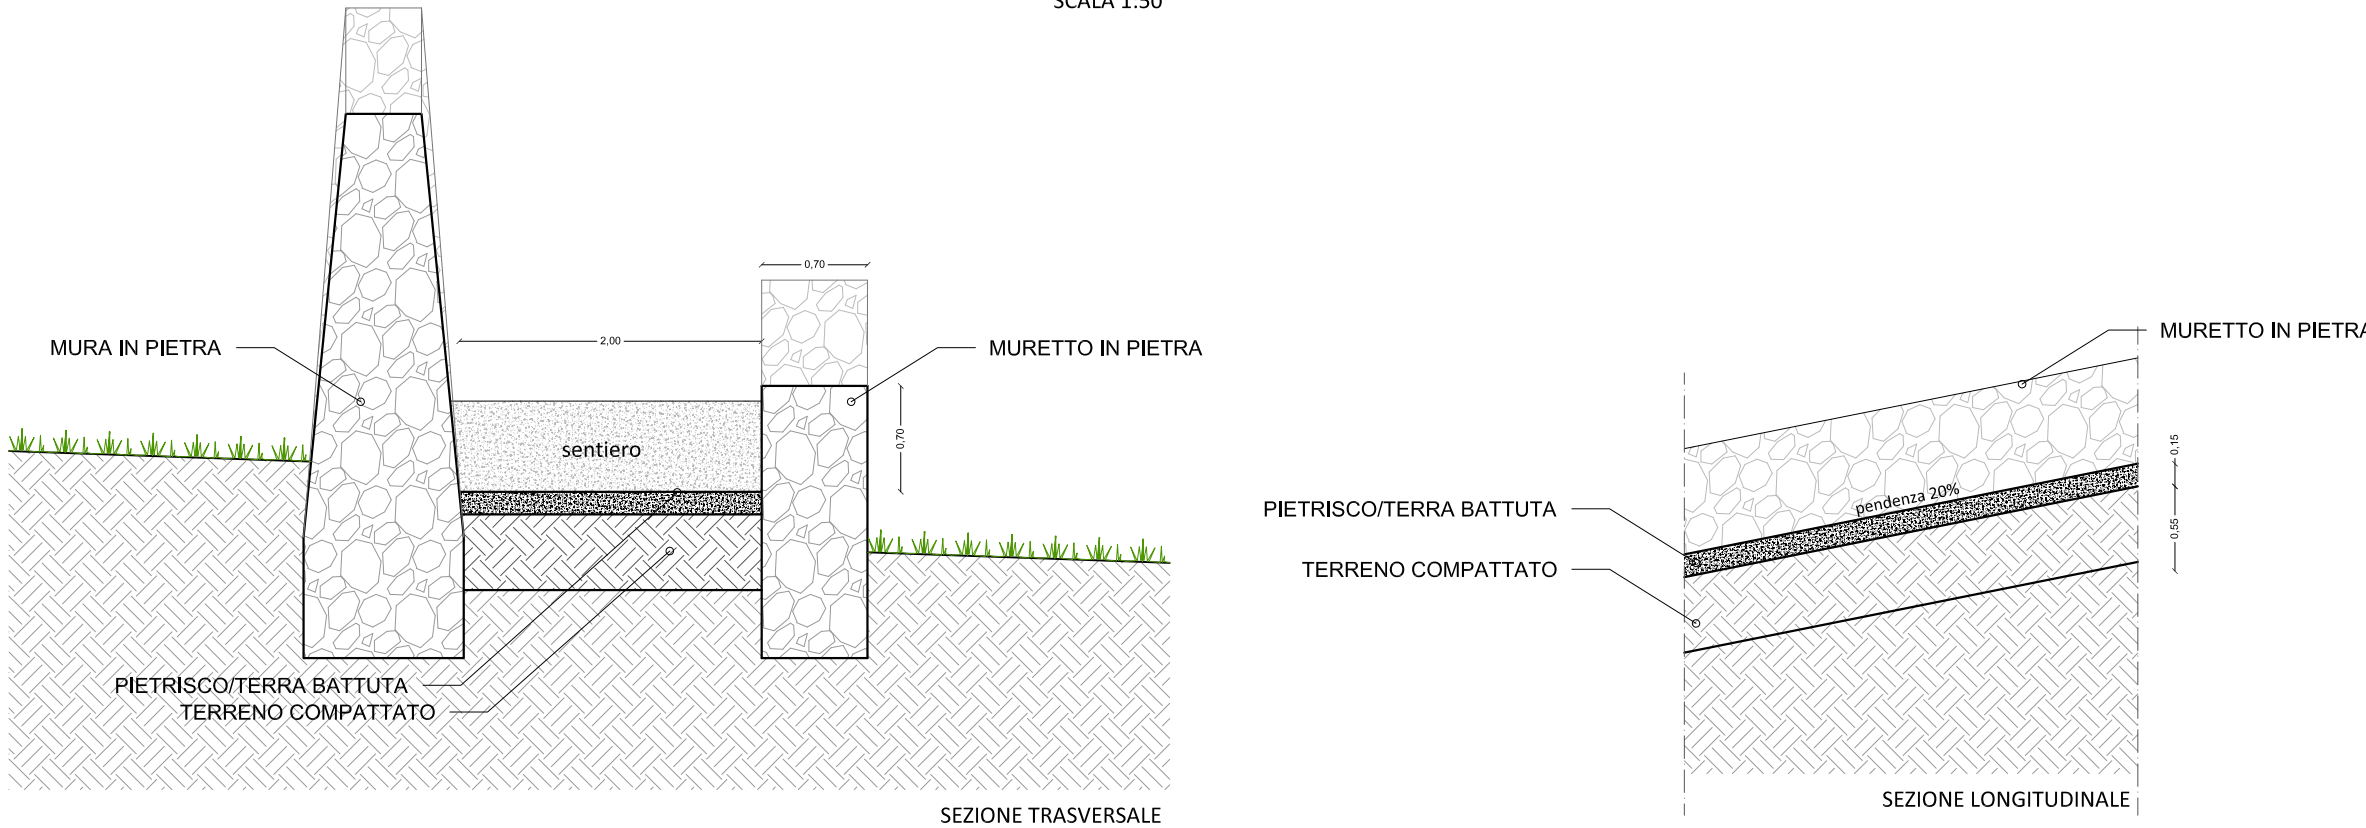 SCALA 1:50
0,70
MURA IN PIETRA
2,00
MURETTO IN PIETRA
0,70
sentiero
PIETRISCO/TERRA BATTUTA
TERRENO COMPATTATO
SEZIONE TRASVERSALE
MURETTO IN PIETRA
0,15
pendenza 20%
PIETRISCO/TERRA BATTUTA
0,55
TERRENO COMPATTATO
SEZIONE LONGITUDINALE